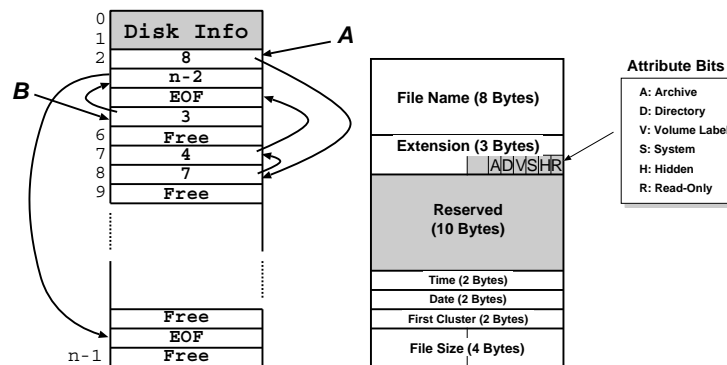 0
Disk Info
1
A
2
8
n-2
EOF
B
3
6
Free
7
4
8
7
9
Free
Free
EOF
n-1
Free
File Name (8 Bytes)
Extension (3 Bytes)
A D V S H R
Reserved
(10 Bytes)
Time (2 Bytes)
Date (2 Bytes)
First Cluster (2 Bytes)
File Size (4 Bytes)
Attribute Bits
A: Archive
D: Directory
V: Volume Label
S: System
H: Hidden
R: Read-Only